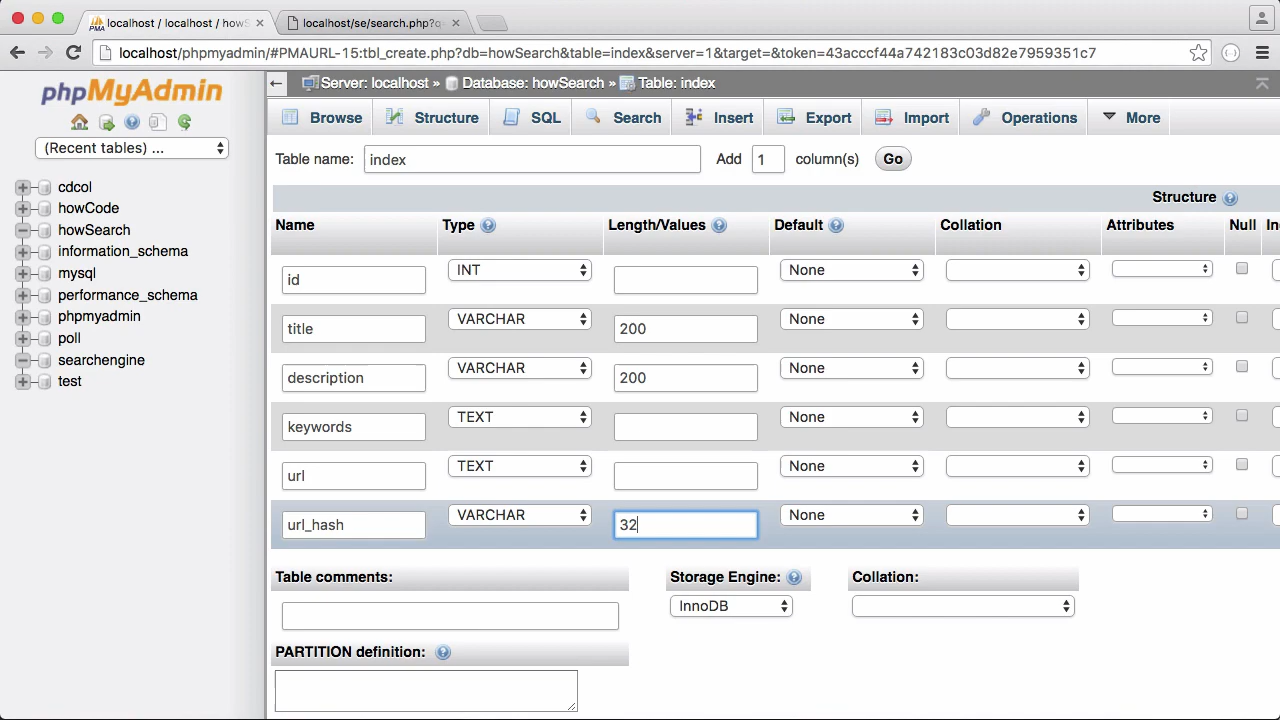 localhost / localhost / howS
localhost/se/search.php?q=
localhost/phpmyadmin/#PMAURL-15:tbl_create.php?db=howSearch&table=index&server=1&target=&token=43acccf44a742183c03d82e7959351c7
phpMyAdmin
(Recent tables) ...
cdcol
howCode
howSearch
information_schema
mysql
performance_schema
phpmyadmin
poll
searchengine
test
Server: localhost » Database: howSearch » Table: index
Browse Structure SQL Search Insert Export Import Operations More
Table name: index Add 1 column(s) Go
Structure
Name Type Length/Values Default Collation Attributes Null In
id INT None
title VARCHAR 200 None
description VARCHAR 200 None
keywords TEXT None
url TEXT None
url_hash VARCHAR 32 None
Table comments: Storage Engine: Collation:
InnoDB
PARTITION definition: